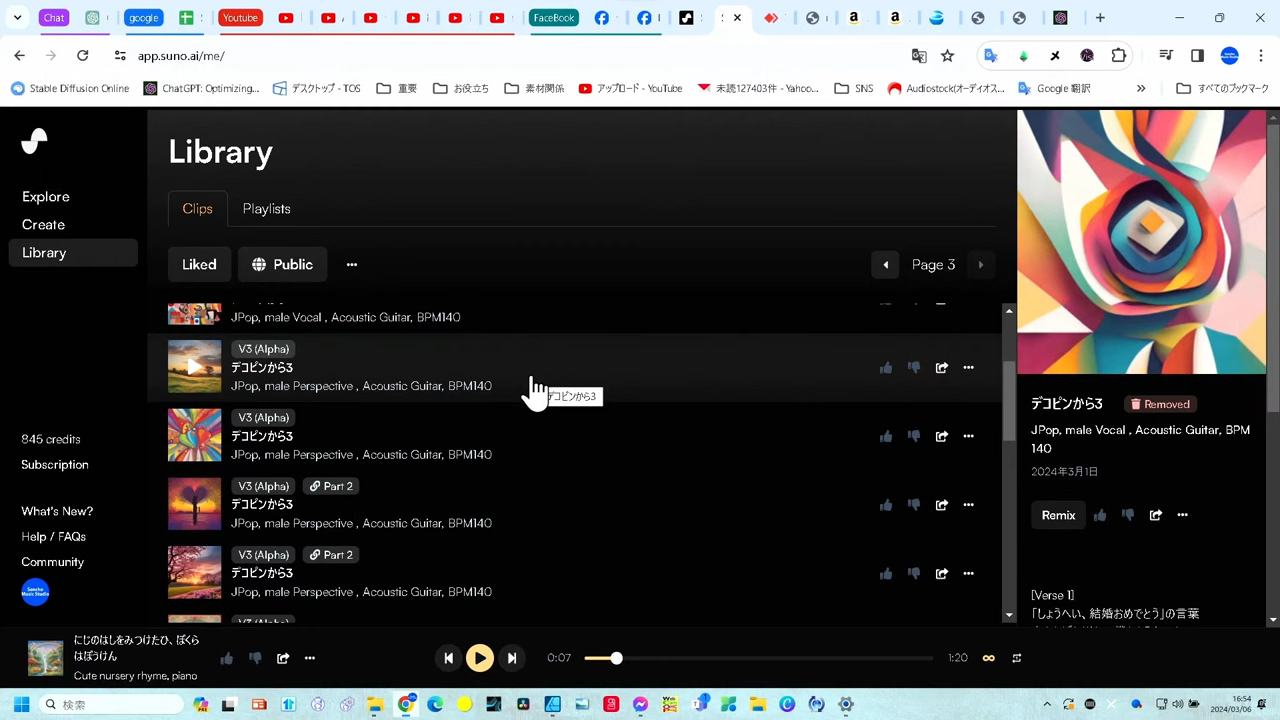 Chat
google
Youtube
FaceBook
app.suno.ai/me/
Stable Diffusion Online
ChatGPT: Optimizing...
デスクトップ - TOS
重要
お役立ち
素材関係
アップロード - YouTube
未読127403件 - Yahoo...
SNS
Audiostock(オーディオス...
Google 翻訳
»
すべてのブックマーク
Explore
Create
Library
845 credits
Subscription
What's New?
Help / FAQs
Community
Library
Clips
Playlists
Liked
Public
Page 3
JPop, male Vocal , Acoustic Guitar, BPM140
V3 (Alpha)
デコピンから3
JPop, male Perspective , Acoustic Guitar, BPM140
デコピンから3
V3 (Alpha)
デコピンから3
JPop, male Perspective , Acoustic Guitar, BPM140
V3 (Alpha) Part 2
デコピンから3
JPop, male Perspective , Acoustic Guitar, BPM140
V3 (Alpha) Part 2
デコピンから3
JPop, male Perspective , Acoustic Guitar, BPM140
デコピンから3 Removed
JPop, male Vocal , Acoustic Guitar, BPM
140
2024年3月1日
Remix
[Verse 1]
「しょうへい、結婚おめでとう」の言葉
にじのはしをみつけたひ、ぼくら
はぼうけん
Cute nursery rhyme, piano
0:07
1:20
検索
16:54
2024/03/06